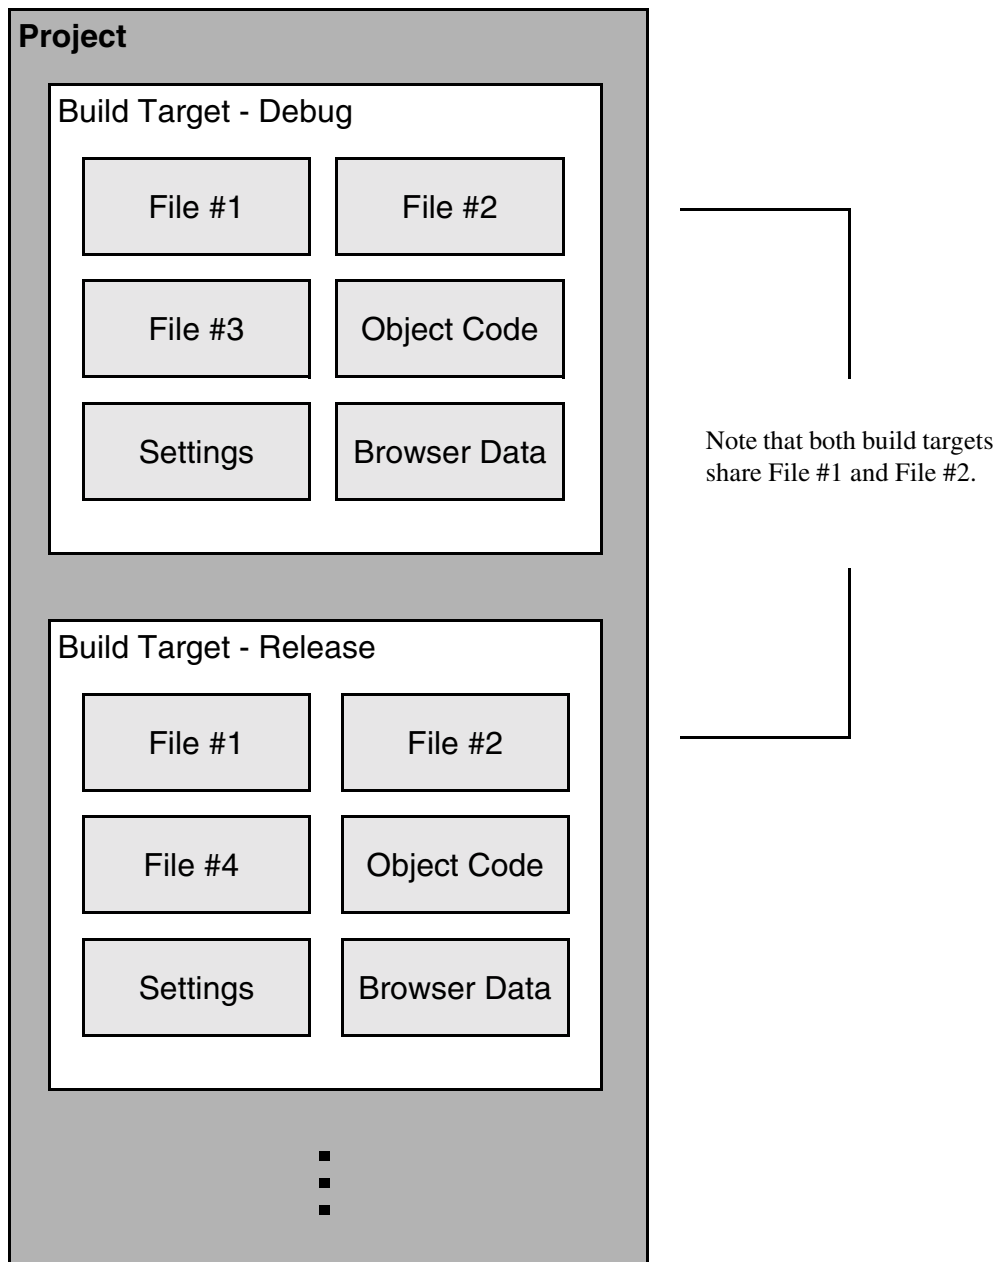 Project
Build Target - Debug
File #1
File #2
File #3
Object Code
Settings
Browser Data
Note that both build targets
share File #1 and File #2.
Build Target - Release
File #1
File #2
File #4
Object Code
Settings
Browser Data